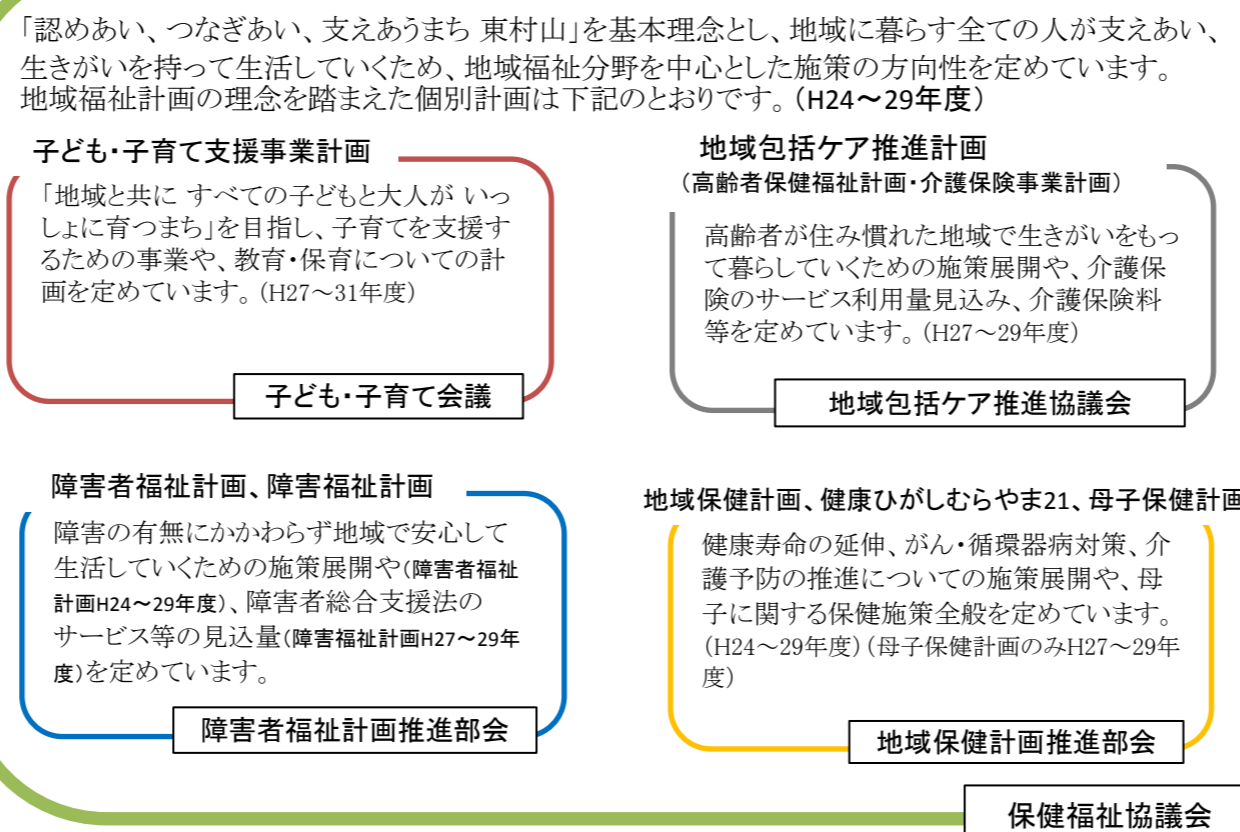 「認めあい、つなぎあい、支えあうまち 東村山」を基本理念とし、地域に暮らす全ての人が支えあい、
生きがいを持って生活していくため、地域福祉分野を中心とした施策の方向性を定めています。
地域福祉計画の理念を踏まえた個別計画は下記のとおりです。(H24～29年度)
子ども・子育て支援事業計画
「地域と共に すべての子どもと大人が いっ
しょに育つまち」を目指し、子育てを支援す
るための事業や、教育・保育についての計
画を定めています。(H27～31年度)
子ども・子育て会議
地域包括ケア推進計画
(高齢者保健福祉計画・介護保険事業計画)
高齢者が住み慣れた地域で生きがいをもっ
て暮らしていくための施策展開や、介護保
険のサービス利用量見込み、介護保険料
等を定めています。(H27～29年度)
地域包括ケア推進協議会
障害者福祉計画、障害福祉計画
障害の有無にかかわらず地域で安心して
生活していくための施策展開や(障害者福祉
計画H24～29年度)、障害者総合支援法の
サービス等の見込量(障害福祉計画H27～29年
度)を定めています。
障害者福祉計画推進部会
地域保健計画、健康ひがしむらやま21、母子保健計画
健康寿命の延伸、がん・循環器病対策、介
護予防の推進についての施策展開や、母
子に関する保健施策全般を定めています。
(H24～29年度)(母子保健計画のみH27～29年
度)
地域保健計画推進部会
保健福祉協議会